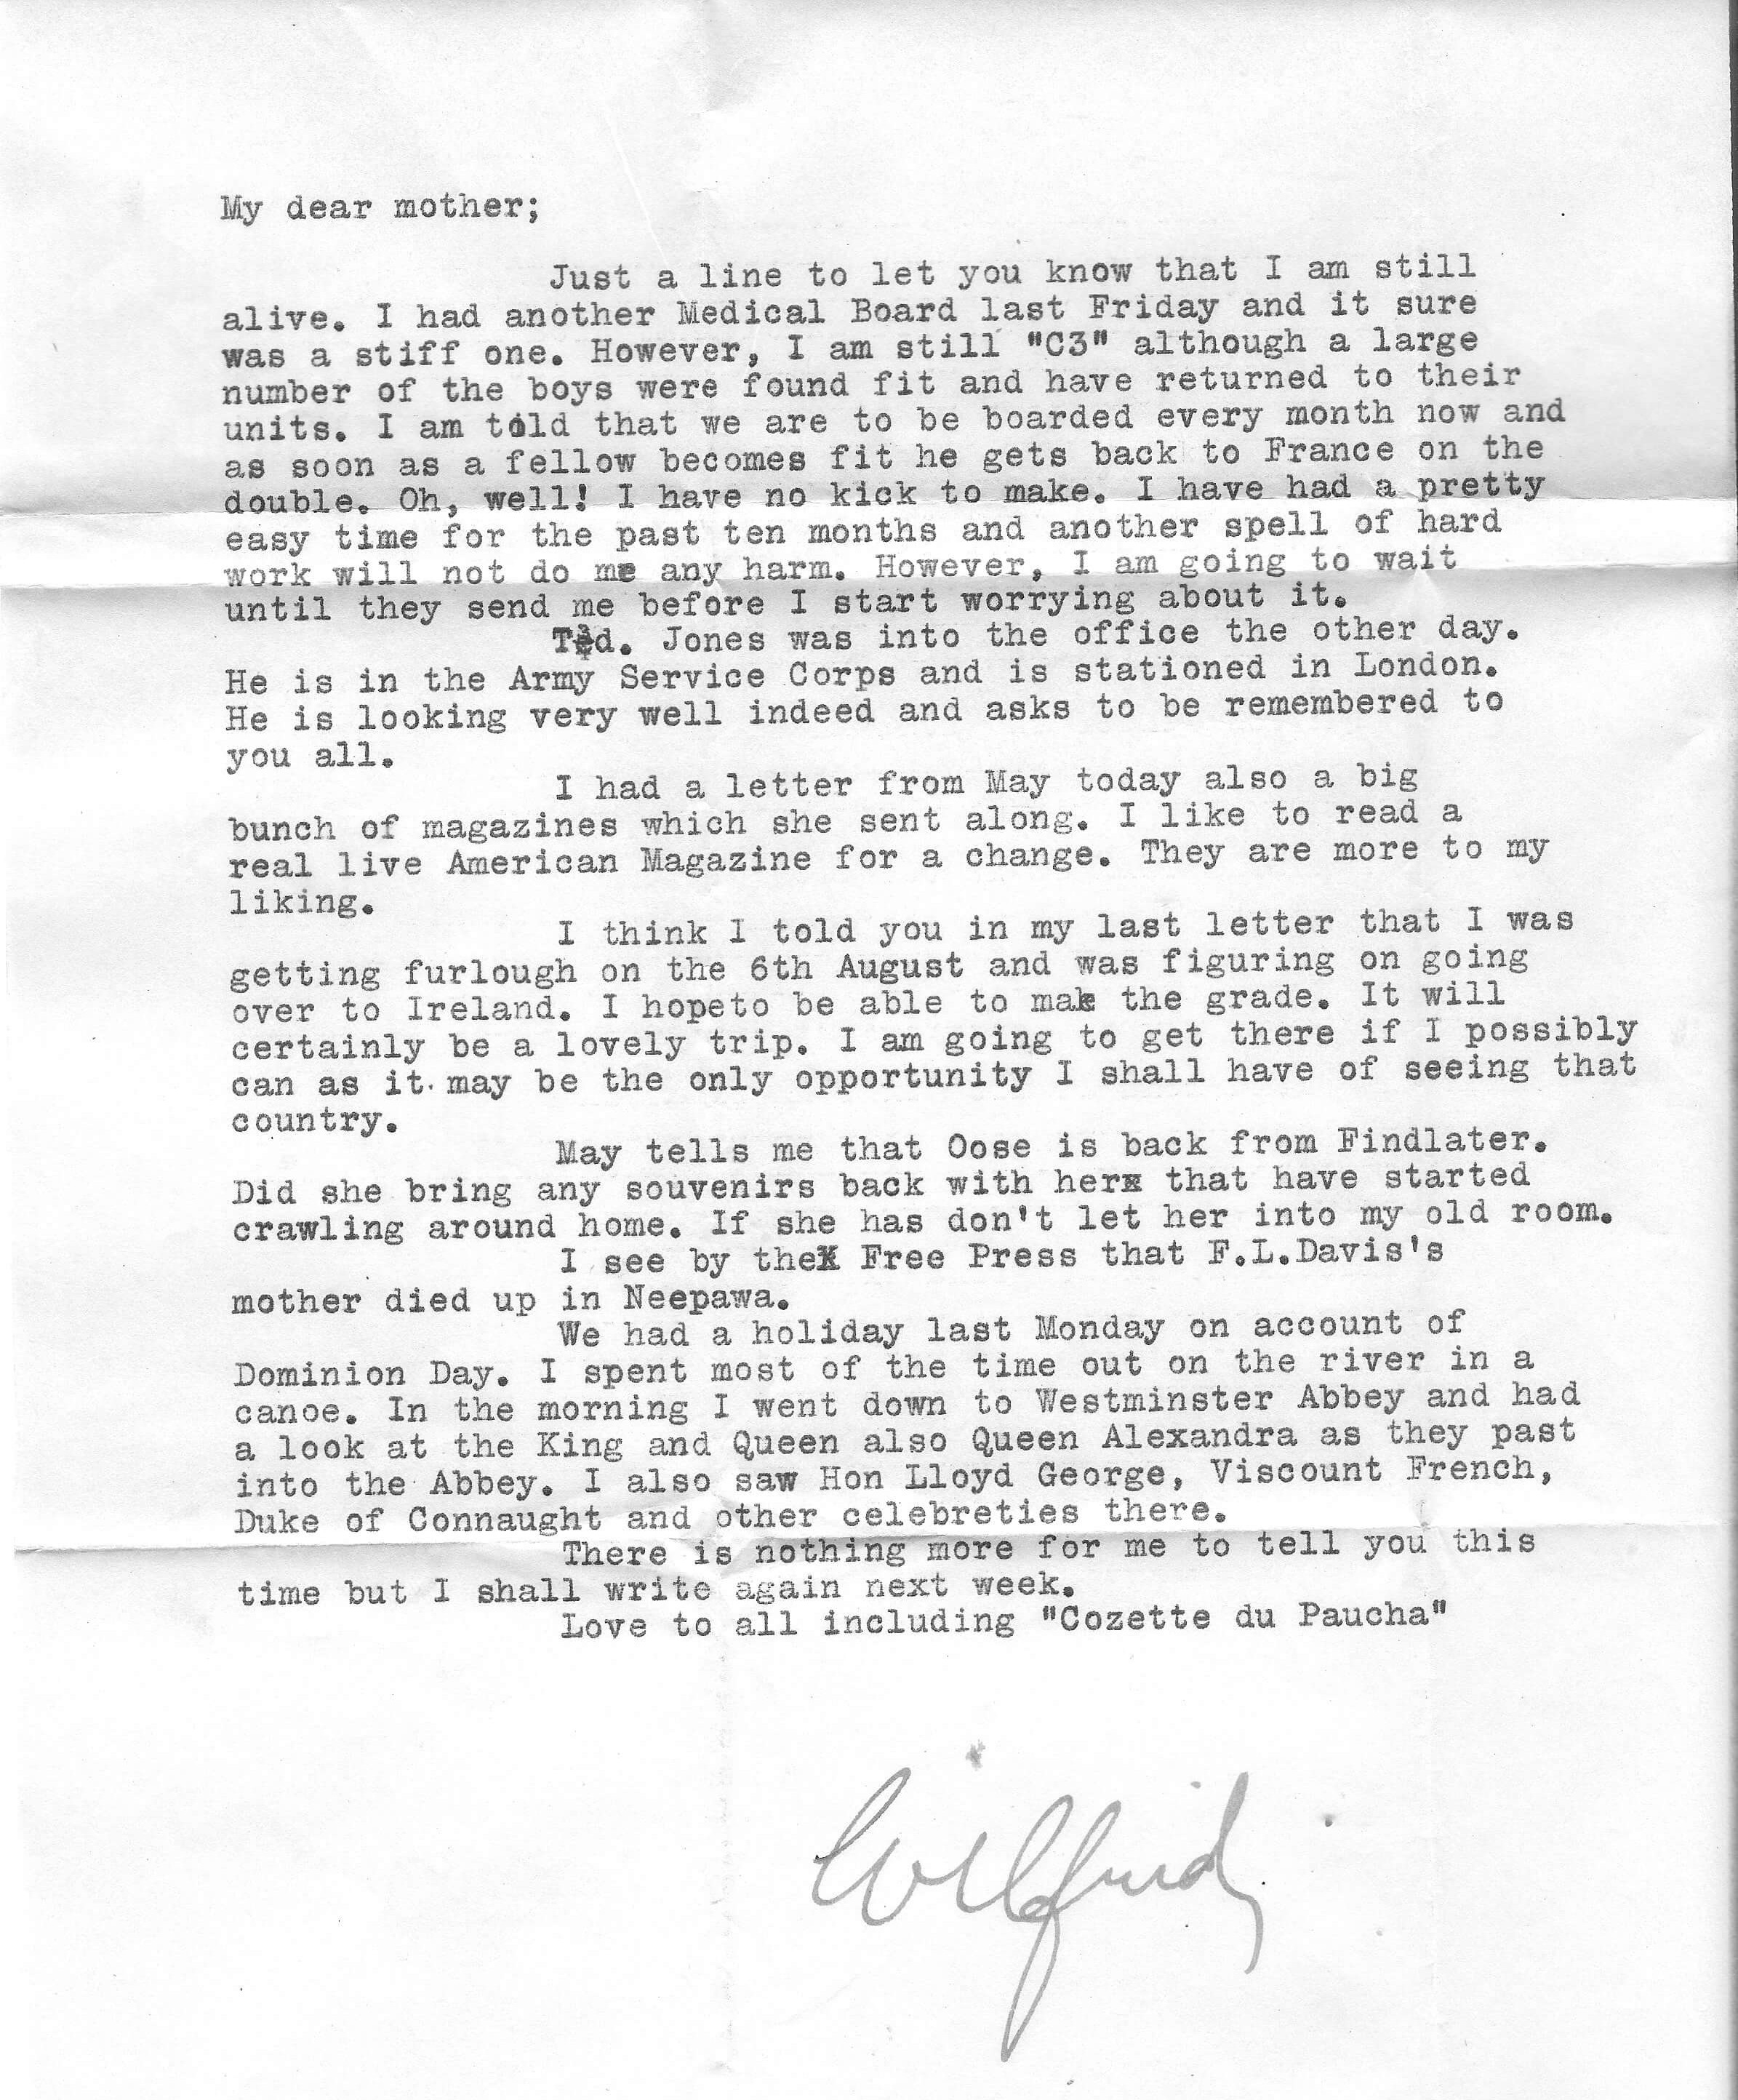 My dear mother;
Just a line to let you know that I am still
alive. I had another Medical Board last Friday and it sure
was a stiff one. However, I am still "C3" although a large
number of the boys were found fit and have returned to their
units. I am told that we are to be boarded every month now and
as soon as a fellow becomes fit he gets back to France on the
double. Oh, well! I have no kick to make. I have had a pretty
easy time for the past ten months and another spell of hard
work will not do me any harm. However, I am going to wait
until they send me before I start worrying about it.
Ted. Jones was into the office the other day.
He is in the Army Service Corps and is stationed in London.
He is looking very well indeed and asks to be remembered to
you all.
I had a letter from May today also a big
bunch of magazines which she sent along. I like to read a
real live American Magazine for a change. They are more to my
liking.
I think I told you in my last letter that I was
getting furlough on the 6th August and was figuring on going
over to Ireland. I hopeto be able to make the grade. It will
certainly be a lovely trip. I am going to get there if I possibly
can as it may be the only opportunity I shall have of seeing that
country.
May tells me that Oose is back from Findlater.
Did she bring any souvenirs back with herx that have started
crawling around home. If she has don't let her into my old room.
I see by thex Free Press that F.L.Davis's
mother died up in Neepawa.
We had a holiday last Monday on account of
Dominion Day. I spent most of the time out on the river in a
canoe. In the morning I went down to Westminster Abbey and had
a look at the King and Queen also Queen Alexandra as they past
into the Abbey. I also saw Hon Lloyd George, Viscount French,
Duke of Connaught and other celebreties there.
There is nothing more for me to tell you this
time but I shall write again next week.
Love to all including "Cozette du Paucha"
Wilfrid